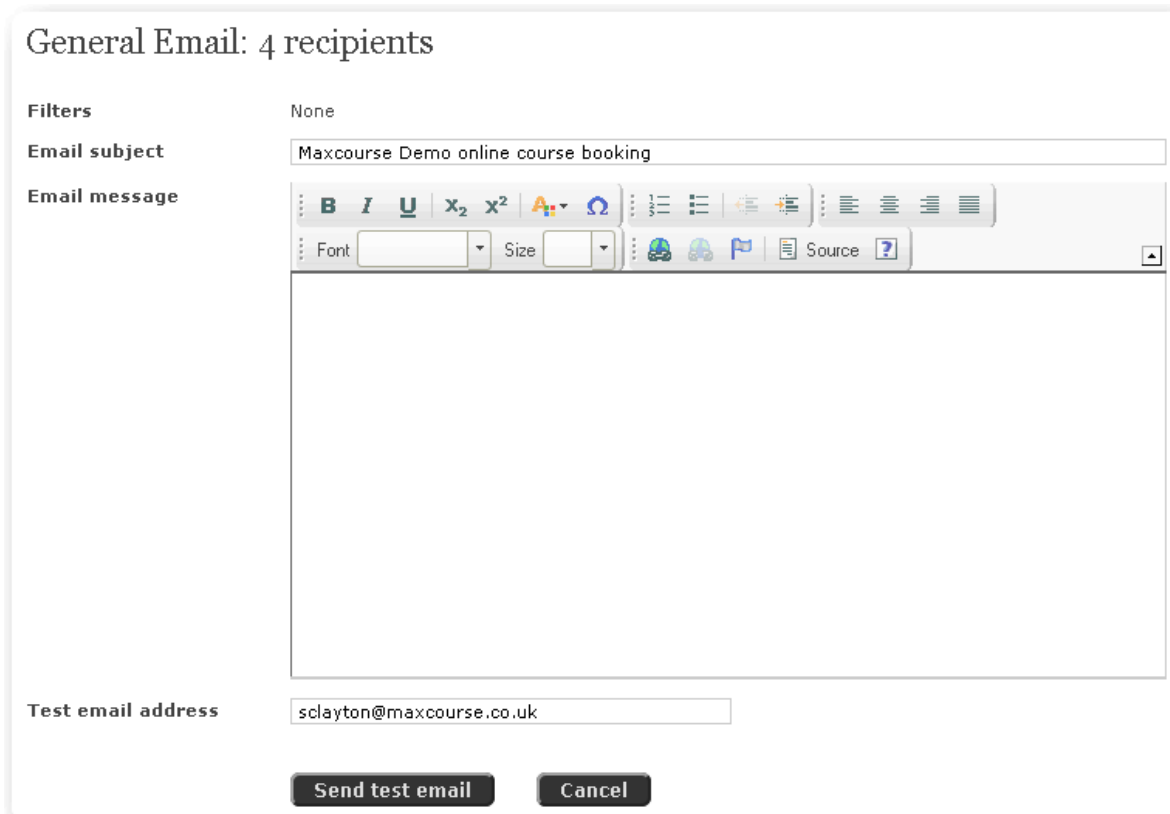 General Email: 4 recipients
Filters None
Email subject Maxcourse Demo online course booking
Email message B I U X₂ X² A Ω
Font Size Source ?
Test email address sclayton@maxcourse.co.uk
Send test email Cancel